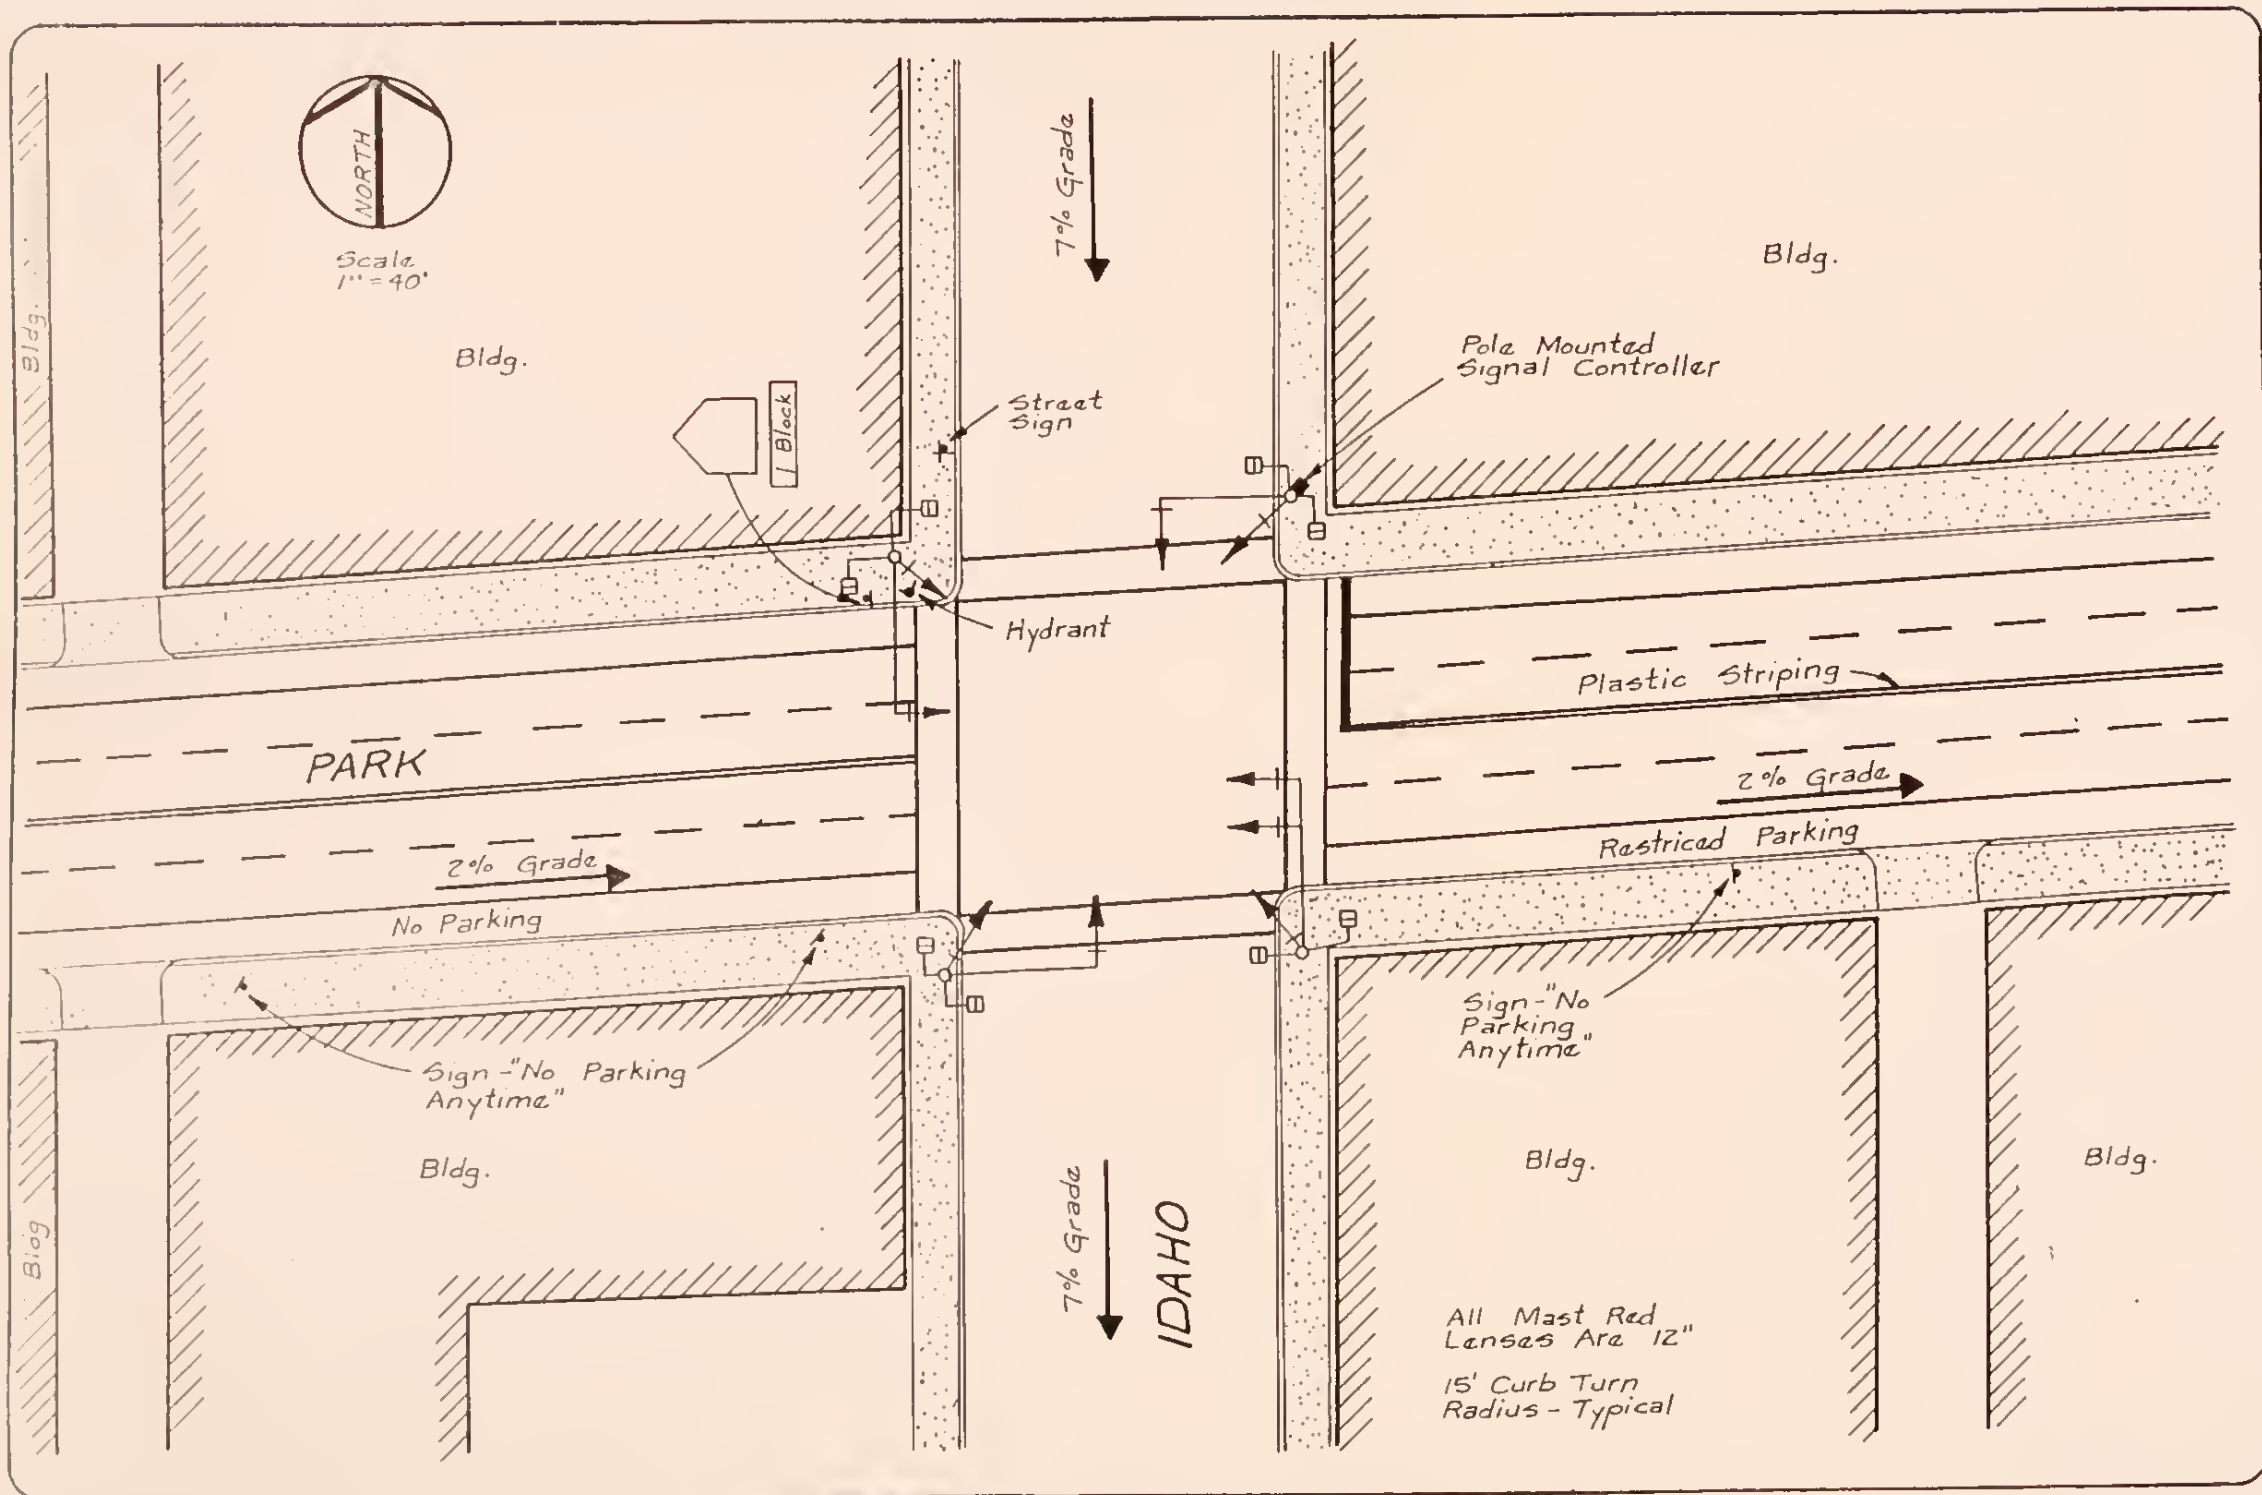 NORTH
Scale
1" = 40'
7% Grade
Bldg.
Bldg.
Bldg.
Pole Mounted
Signal Controller
1 Block
Street
Sign
Hydrant
Plastic Striping
PARK
2% Grade
2% Grade
Restriced Parking
No Parking
Sign-"No
Parking
Anytime"
Sign-"No Parking
Anytime"
Bldg.
Bldg.
Bldg.
Bldg
7% Grade
IDAHO
All Mast Red
Lenses Are 12"
15' Curb Turn
Radius - Typical